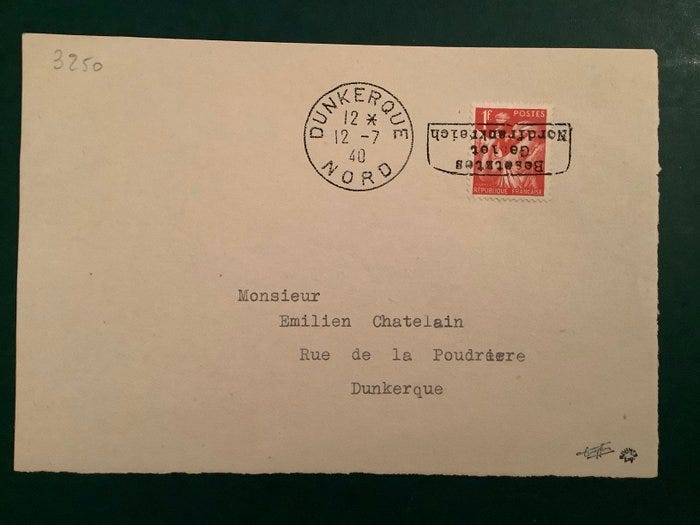 3250
DUNKERQUE
12 *
12 -7
40
NORD
1F POSTES
RÉPUBLIQUE FRANÇAISE
Besetztes
Gebiet
Nordfrankreich
Monsieur
Emilien Chatelain
Rue de la Poudrière
Dunkerque